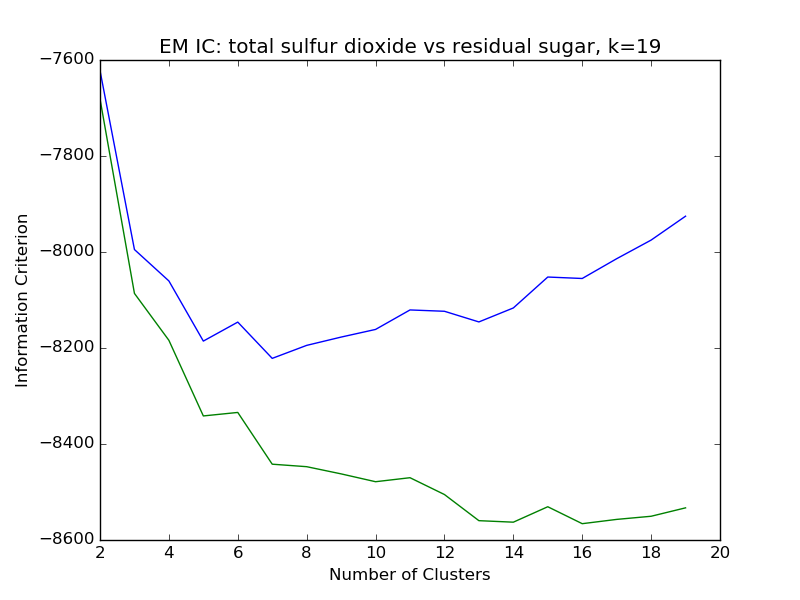 EM IC: total sulfur dioxide vs residual sugar, k=19
−7600
−7800
−8000
−8200
−8400
−8600
Information Criterion
2 4 6 8 10 12 14 16 18 20
Number of Clusters